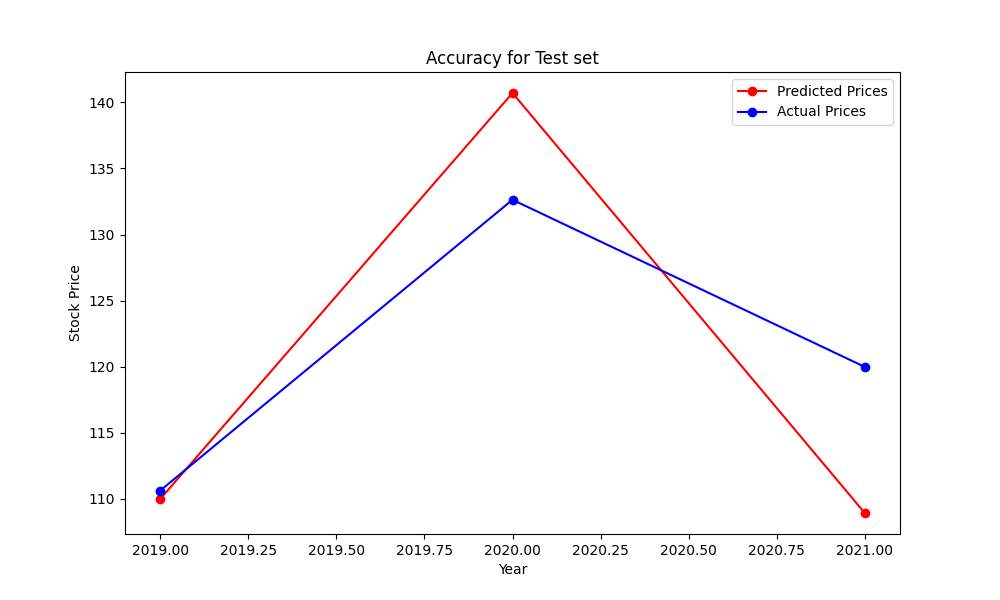 Accuracy for Test set
Predicted Prices
Actual Prices
Stock Price
140
135
130
125
120
115
110
2019.00 2019.25 2019.50 2019.75 2020.00 2020.25 2020.50 2020.75 2021.00
Year